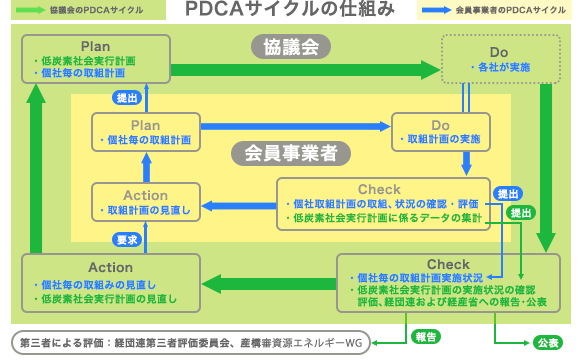 協議会のPDCAサイクル
PDCAサイクルの仕組み
会員事業者のPDCAサイクル
Plan
・低炭素社会実行計画
・個社毎の取組計画
協議会
Do
・各社が実施
提出
Plan
・個社毎の取組計画
Do
・取組計画の実施
会員事業者
Action
・取組計画の見直し
Check
・個社取組計画の取組、状況の確認・評価
・低炭素社会実行計画に係るデータの集計
提出
提出
要求
Action
・個社毎の取組みの見直し
・低炭素社会実行計画の見直し
Check
・個社毎の取組計画実施状況
・低炭素社会実行計画の実施状況の確認
評価、経団連および経産省への報告・公表
第三者による評価：経団連第三者評価委員会、産構審資源エネルギーWG
報告
公表